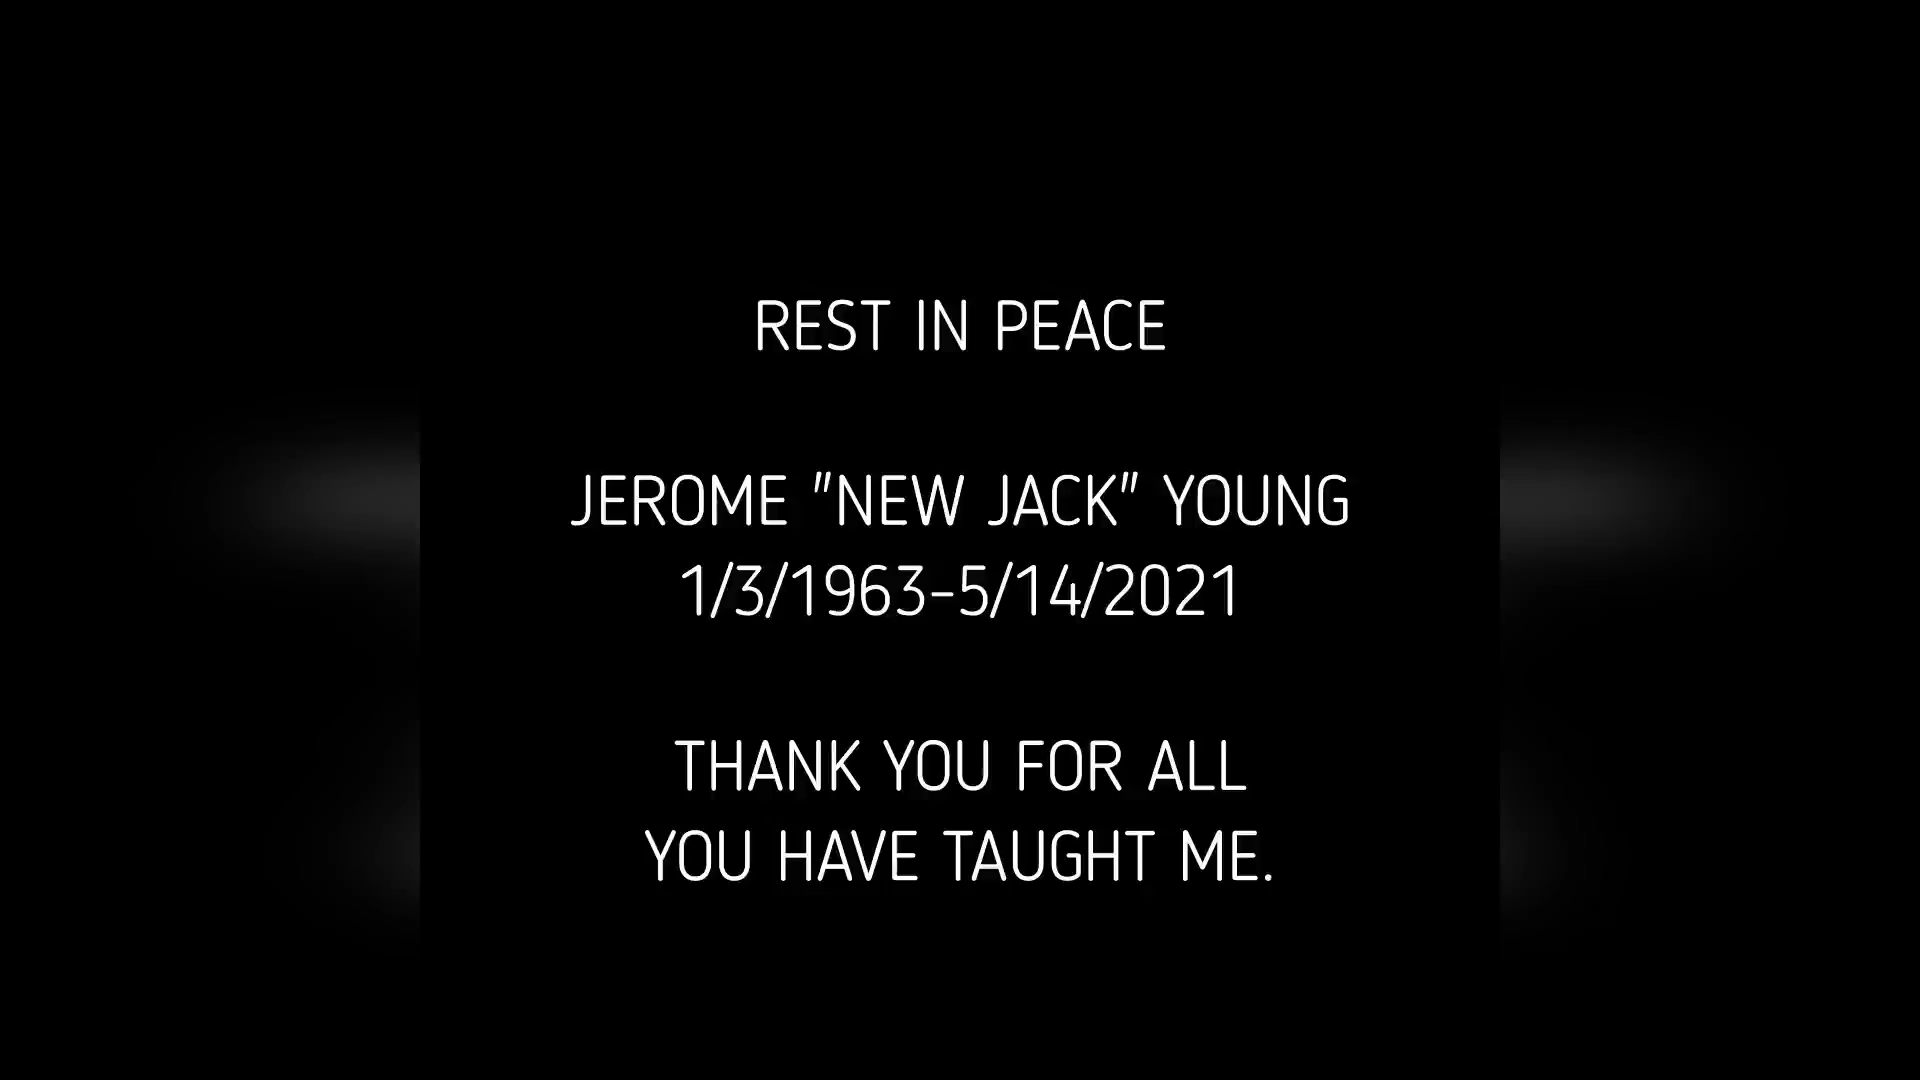 REST IN PEACE
JEROME "NEW JACK" YOUNG
1/3/1963-5/14/2021
THANK YOU FOR ALL
YOU HAVE TAUGHT ME.